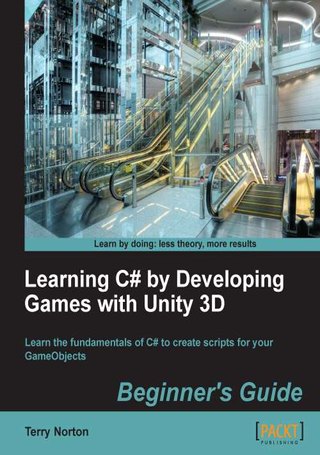 Learn by doing: less theory, more results
Learning C# by Developing
Games with Unity 3D
Learn the fundamentals of C# to create scripts for your
GameObjects
Beginner's Guide
Terry Norton
[PACKT]
PUBLISHING